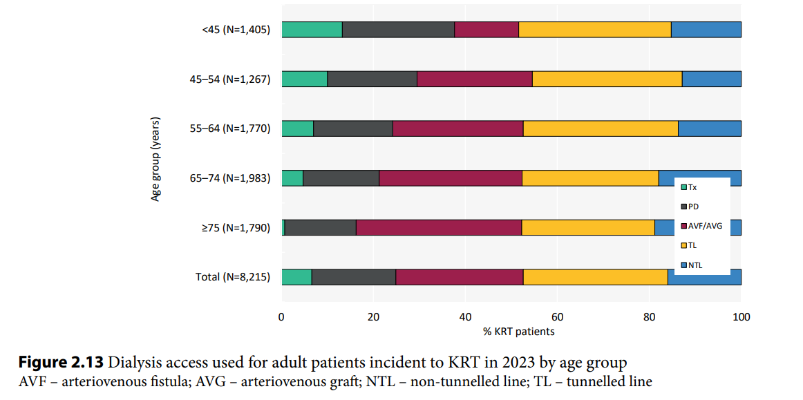 <45 (N=1,405)
45–54 (N=1,267)
55–64 (N=1,770)
65–74 (N=1,983)
≥75 (N=1,790)
Total (N=8,215)
Age group (years)
Tx
PD
AVF/AVG
TL
NTL
0 20 40 60 80 100
% KRT patients
Figure 2.13 Dialysis access used for adult patients incident to KRT in 2023 by age group
AVF – arteriovenous fistula; AVG – arteriovenous graft; NTL – non-tunnelled line; TL – tunnelled line